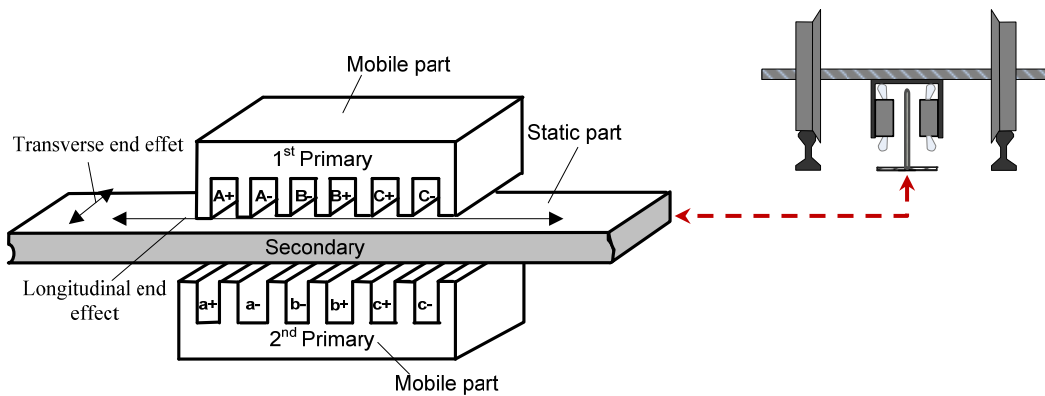 Mobile part
Static part
Transverse end effet
1st Primary
A+ A- B- B+ C+ C-
Secondary
Longitudinal end
effect
a+ a- b- b+ c+ c-
2nd Primary
Mobile part